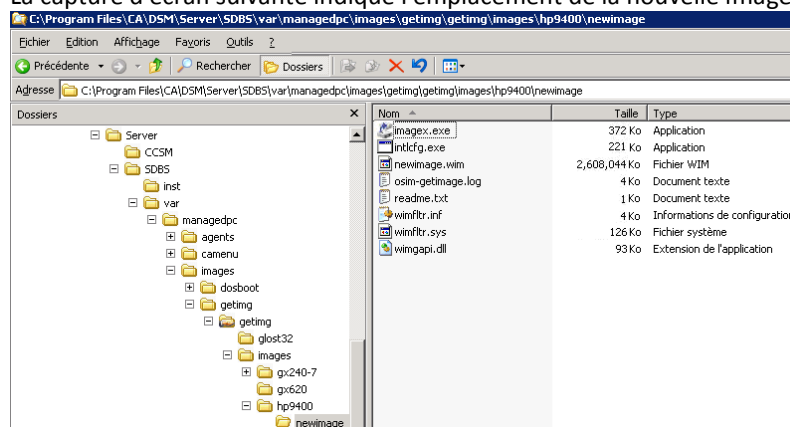 La capture d'écran suivante indique l'emplacement de la nouvelle image
C:\Program Files\CA\DSM\Server\SDBS\var\managedpc\images\getimg\getimg\images\hp9400\newimage
Eichier Edition Affichage Favoris Outils ?
Précédente Rechercher Dossiers
Adresse C:\Program Files\CA\DSM\Server\SDBS\var\managedpc\images\getimg\getimg\images\hp9400\newimage
Dossiers x
Server
CCSM
SDBS
inst
var
managedpc
agents
camenu
images
dosboot
getimg
getimg
glost32
images
gx240-7
gx620
hp9400
newimage
Nom Taille Type
imagex.exe 372 Ko Application
intlcfg.exe 221 Ko Application
newimage.wim 2,608,044 Ko Fichier WIM
osim-getimage.log 4 Ko Document texte
readme.txt 1 Ko Document texte
wimfltr.inf 4 Ko Informations de configuration
wimfltr.sys 126 Ko Fichier système
wimgapi.dll 93 Ko Extension de l'application